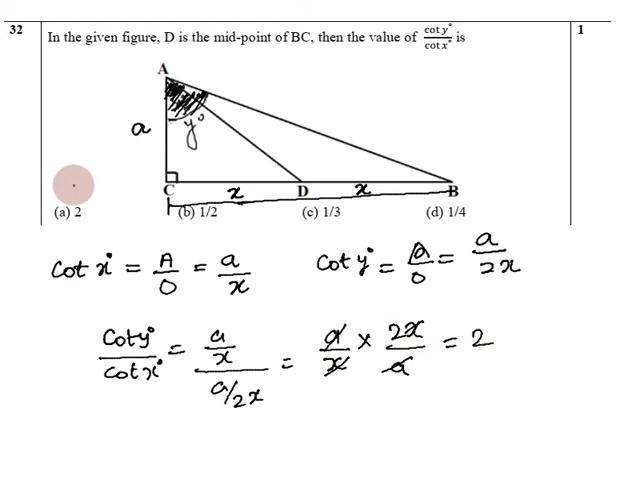 32 In the given figure, D is the mid-point of BC, then the value of cot y° / cot x° is 1
A
a y°
C x D x B
(a) 2 (b) 1/2 (c) 1/3 (d) 1/4
cot x° = A/O = a/x cot y° = A/O = a/2x
cot y°/cot x° = a/x / a/2x = a/x × 2x/a = 2